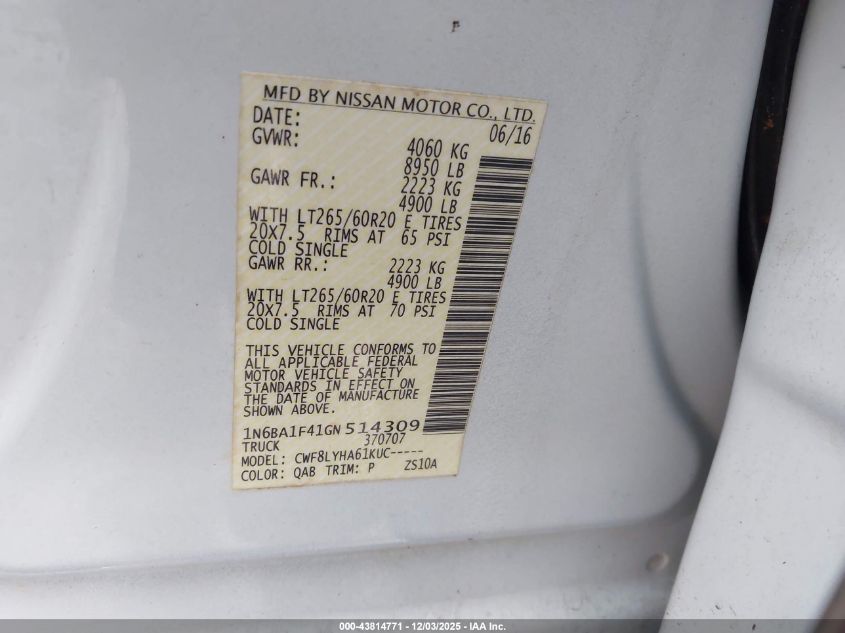 MFD BY NISSAN MOTOR CO., LTD.
DATE: 06/16
GVWR: 4060 KG
8950 LB
GAWR FR.: 2223 KG
4900 LB
WITH LT265/60R20 E TIRES
20X7.5 RIMS AT 65 PSI
COLD SINGLE
GAWR RR.: 2223 KG
4900 LB
WITH LT265/60R20 E TIRES
20X7.5 RIMS AT 70 PSI
COLD SINGLE
THIS VEHICLE CONFORMS TO
ALL APPLICABLE FEDERAL
MOTOR VEHICLE SAFETY
STANDARDS IN EFFECT ON
THE DATE OF MANUFACTURE
SHOWN ABOVE.
1N6BA1F41GN514309
TRUCK 370707
MODEL: CWF8LYHA61KUC-----
COLOR: QAB TRIM: P ZS10A
000-43814771 - 12/03/2025 - IAA Inc.